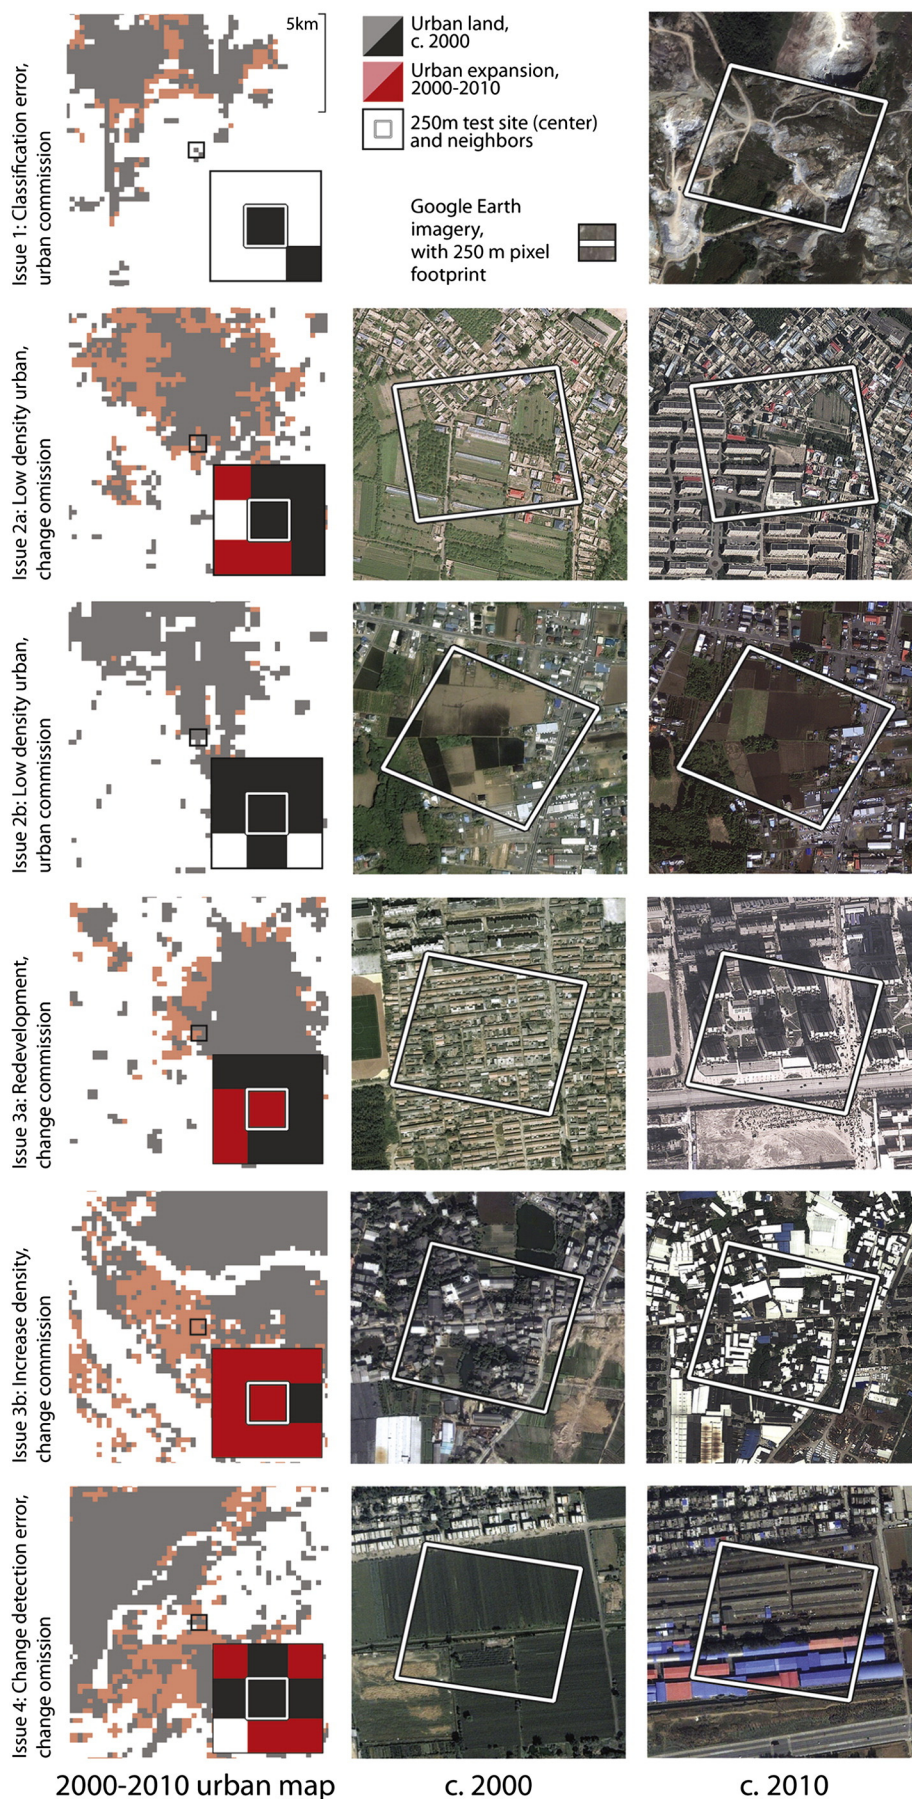 Issue 1: Classification error,
urban commission
5km
Urban land,
c. 2000
Urban expansion,
2000-2010
250m test site (center)
and neighbors
Google Earth
imagery,
with 250 m pixel
footprint
Issue 2a: Low density urban,
change omission
Issue 2b: Low density urban,
urban commission
Issue 3a: Redevelopment,
change commission
Issue 3b: Increase density,
change commission
Issue 4: Change detection error,
change omission
2000-2010 urban map
c. 2000
c. 2010